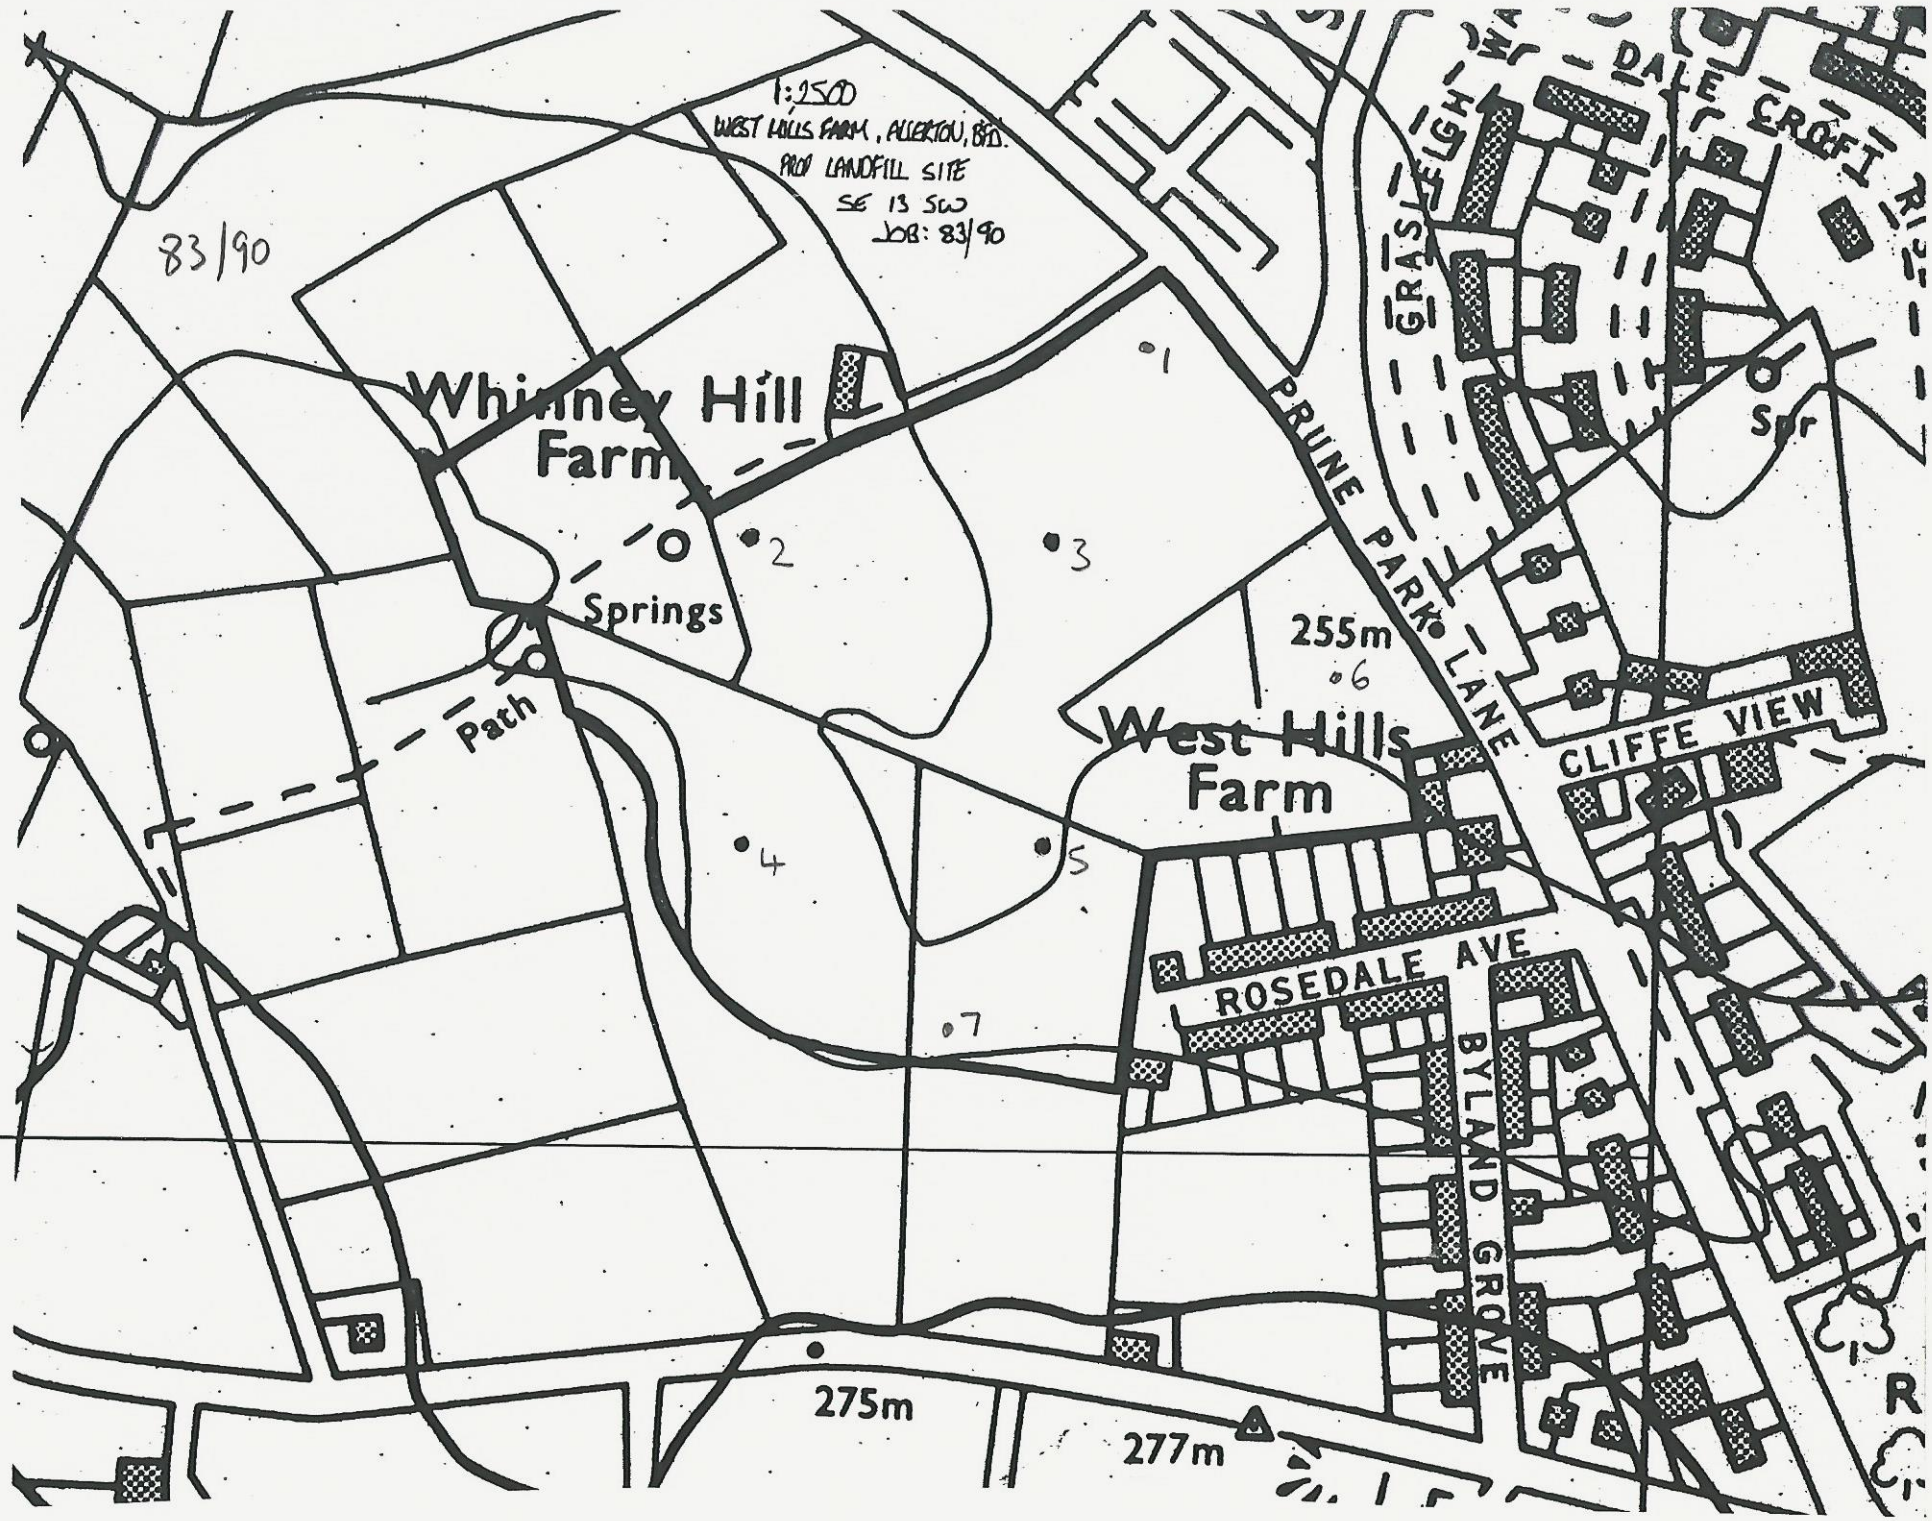 1:2500
WEST HILLS FARM, ALLERTON, BFD.
PROP LANDFILL SITE
SE 13 SW
JOB: 83/90
83/90
DALE CROFT RI
GRASLEIGH WA
Whinney Hill
Farm
1
PRUNE PARK LANE
Spr
2
3
Springs
255m
6
Path
West Hills
Farm
CLIFFE VIEW
4
5
ROSEDALE AVE
7
BYLAND GROVE
275m
277m
R